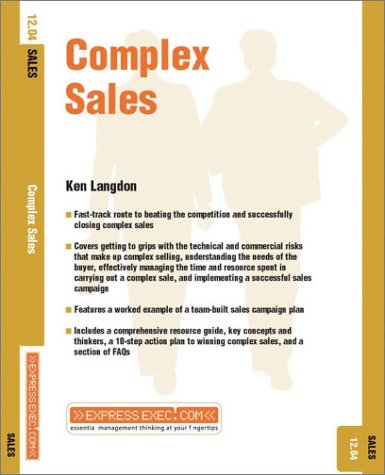 12.04 SALES
Complex Sales
»EXPRESS EXEC.COM«
Complex
Sales
Ken Langdon
Fast-track route to beating the competition and successfully
closing complex sales
Covers getting to grips with the technical and commercial risks
that make up complex selling, understanding the needs of the
buyer, effectively managing the time and resource spent in
carrying out a complex sale, and implementing a successful sales
campaign
Features a worked example of a team-built sales campaign plan
Includes a comprehensive resource guide, key concepts and
thinkers, a 10-step action plan to winning complex sales, and a
section of FAQs
»EXPRESS EXEC.COM«
essential management thinking at your fingertips
SALES
SALES
12.04